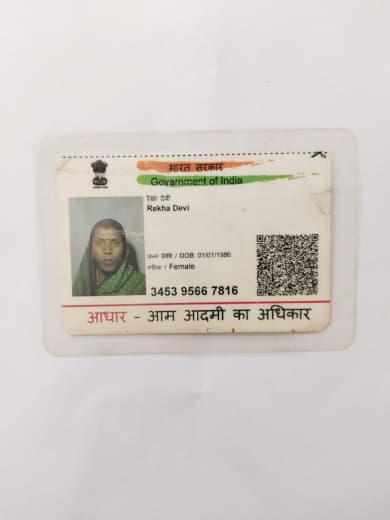 भारत सरकार
Government of India
रेखा देवी
Rekha Devi
जन्म तिथि / DOB 01/01/1986
महिला / Female
3453 9566 7816
आधार - आम आदमी का अधिकार